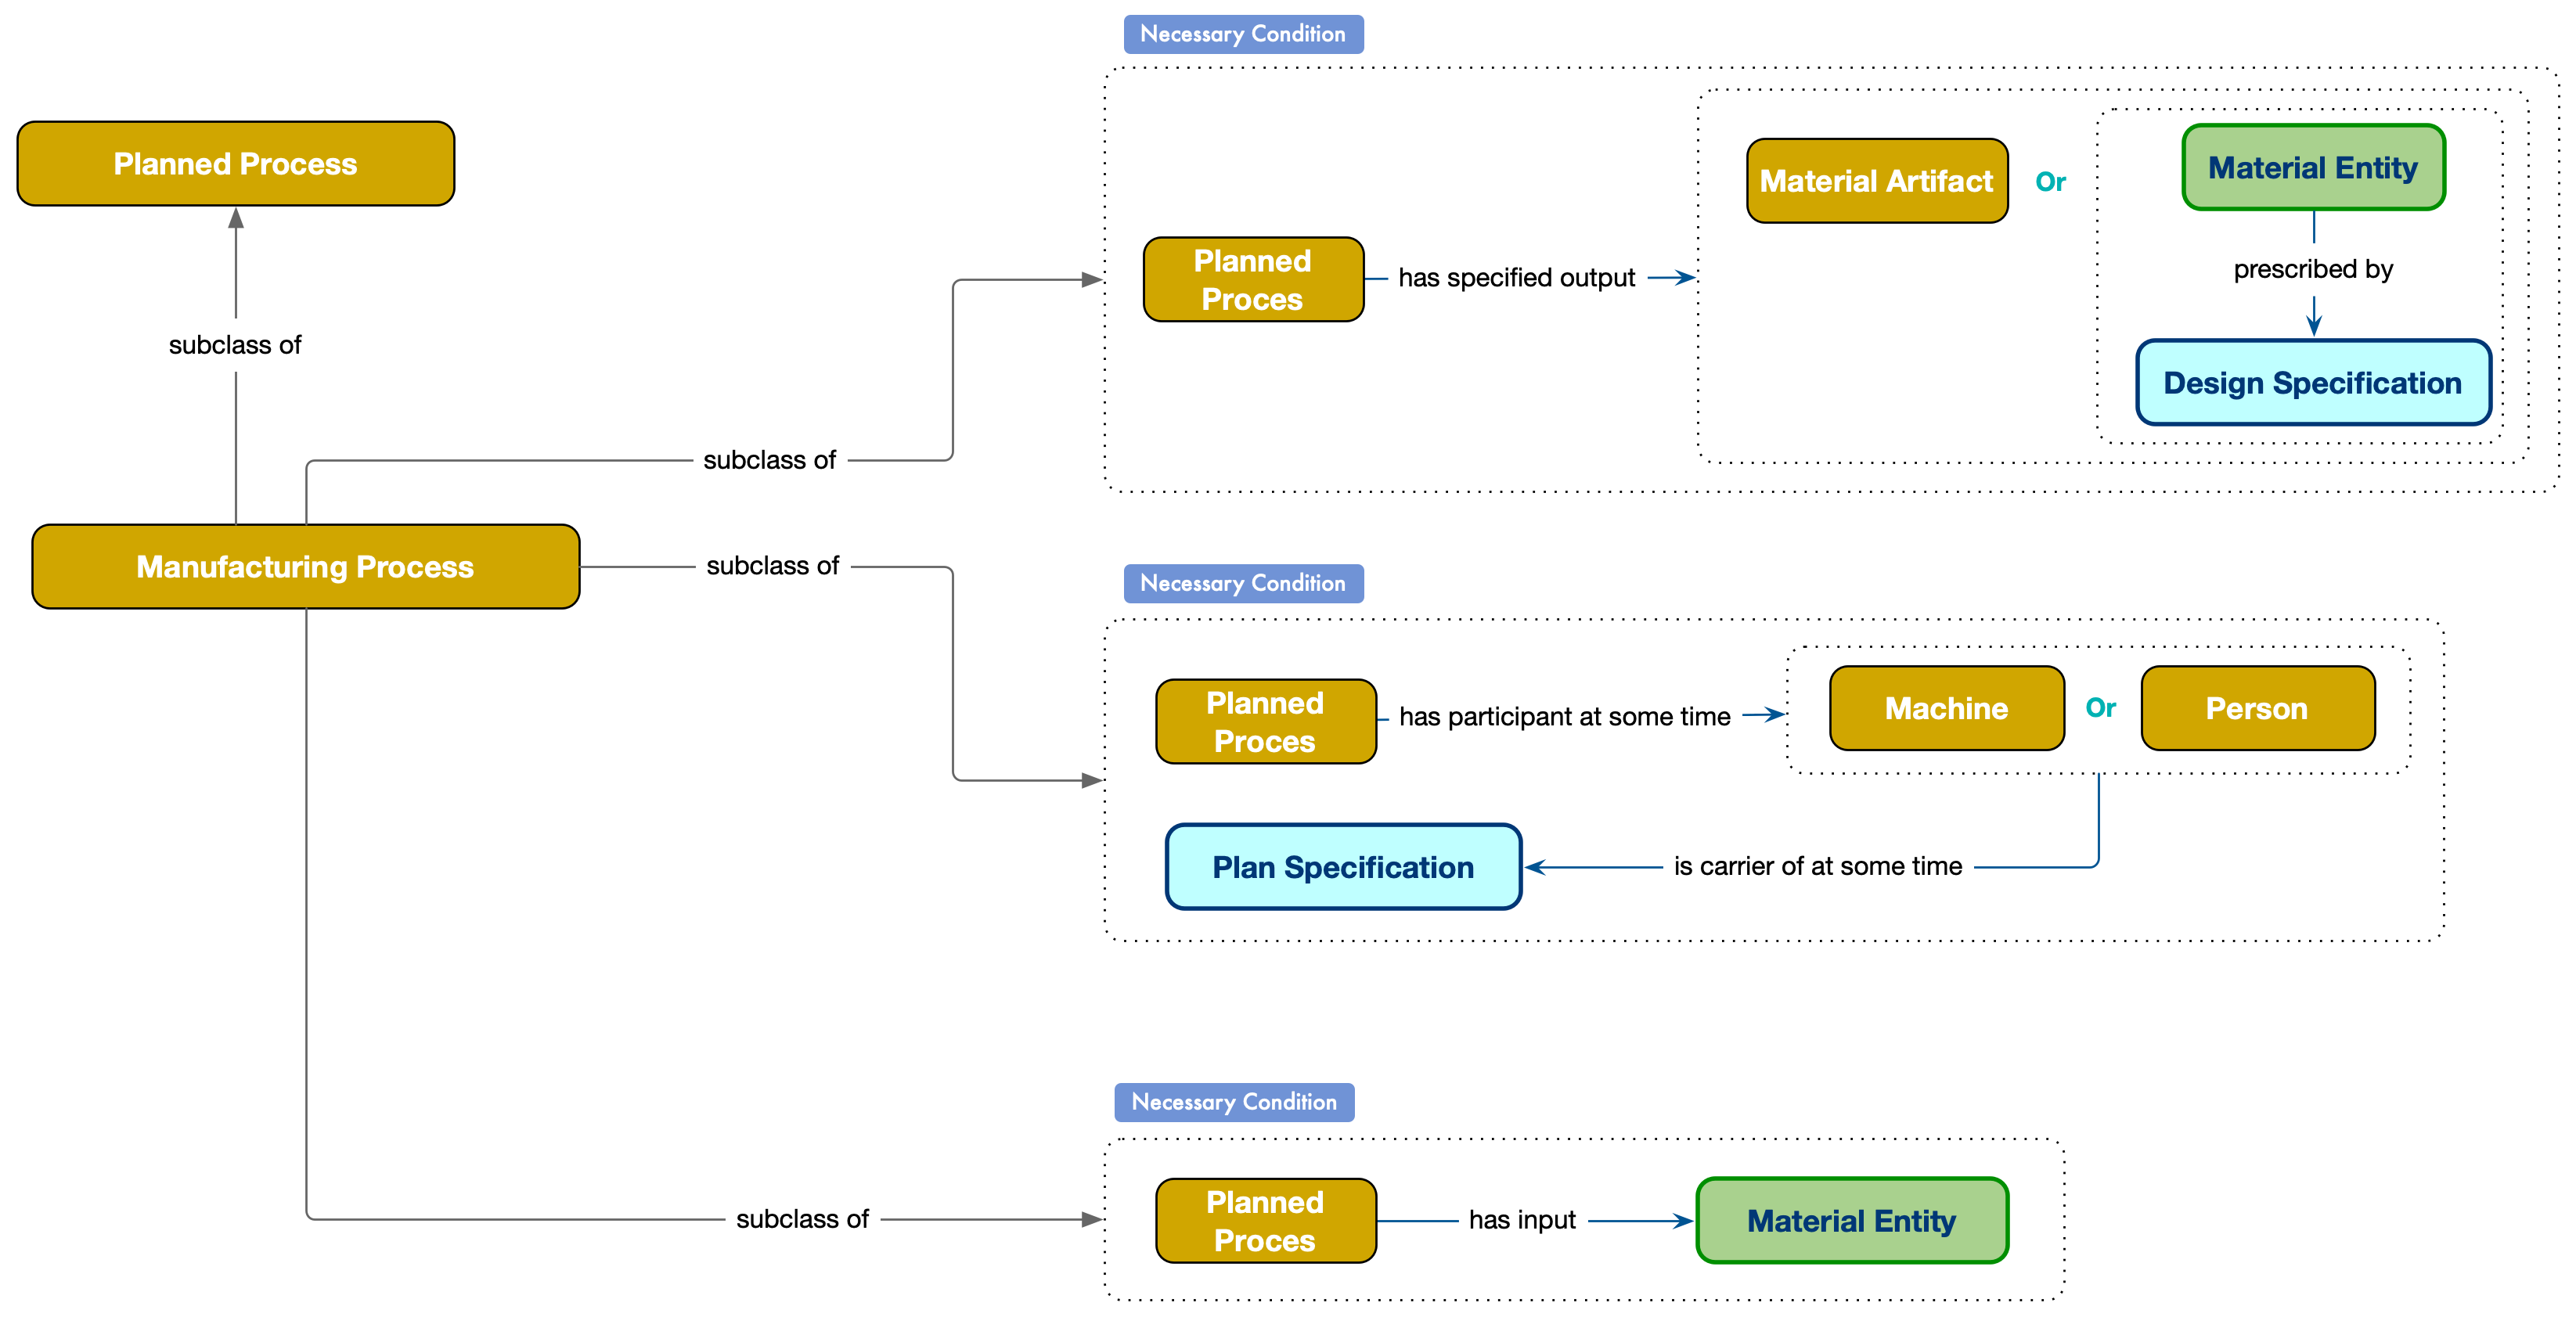 Necessary Condition
Planned Process
Material Artifact
Or
Material Entity
prescribed by
Design Specification
Planned
Proces
has specified output
subclass of
subclass of
Manufacturing Process
subclass of
Necessary Condition
Planned
Proces
has participant at some time
Machine
Or
Person
Plan Specification
is carrier of at some time
Necessary Condition
subclass of
Planned
Proces
has input
Material Entity